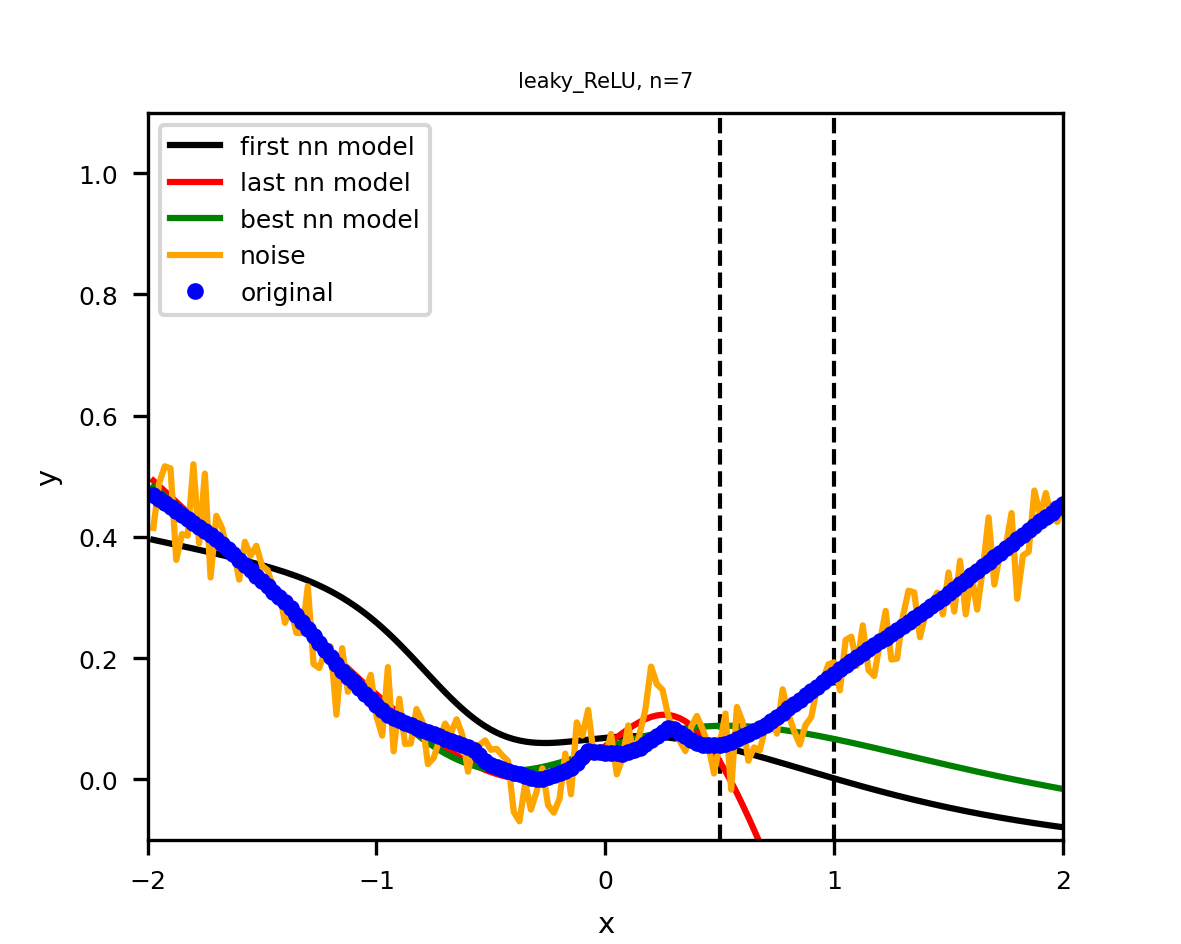 leaky_ReLU, n=7
first nn model
last nn model
best nn model
noise
original
y
1.0
0.8
0.6
0.4
0.2
0.0
−2
−1
0
1
2
x